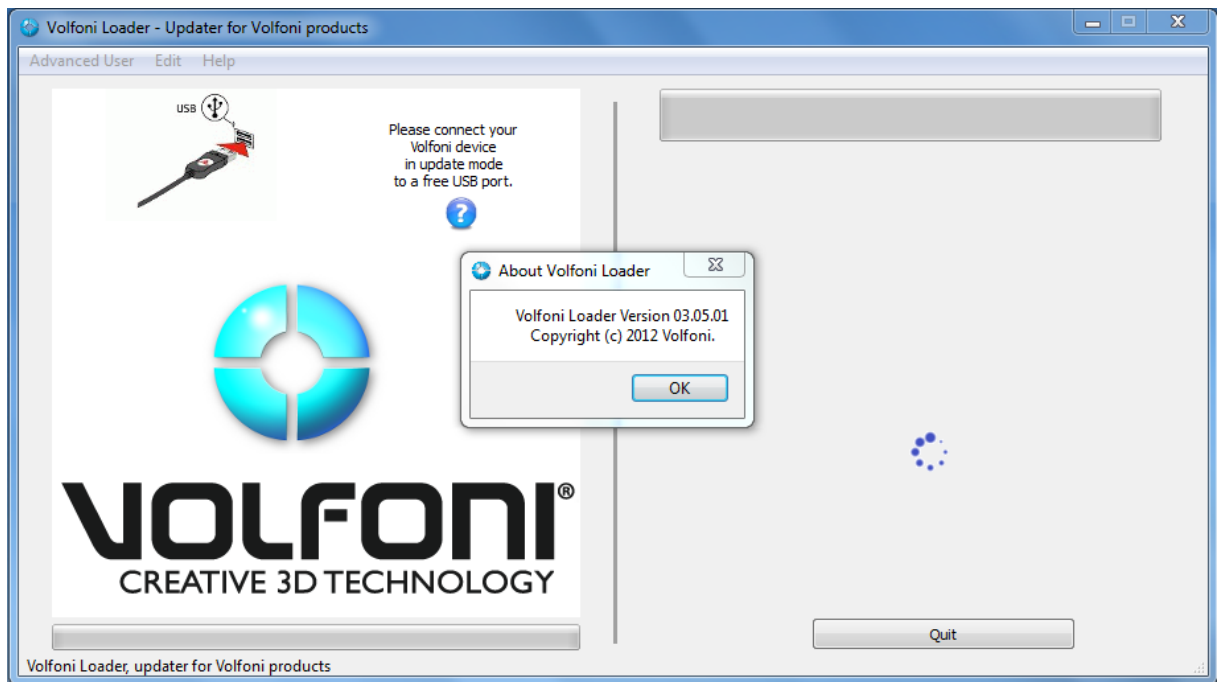 Volfoni Loader - Updater for Volfoni products
Advanced User Edit Help
USB
Please connect your
Volfoni device
in update mode
to a free USB port.
?
About Volfoni Loader
Volfoni Loader Version 03.05.01
Copyright (c) 2012 Volfoni.
OK
VOLFONI®
CREATIVE 3D TECHNOLOGY
Quit
Volfoni Loader, updater for Volfoni products